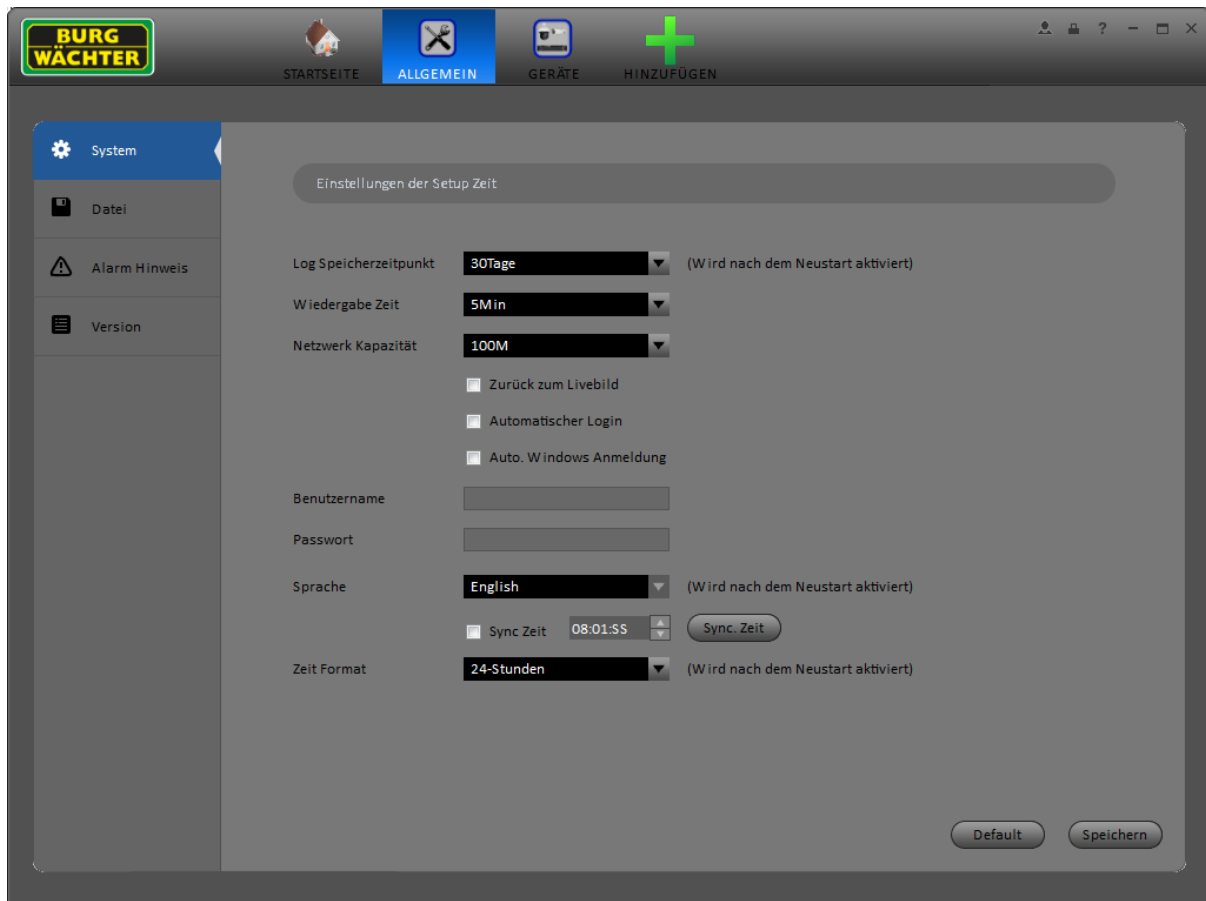 BURG
WÄCHTER
STARTSEITE
ALLGEMEIN
GERÄTE
HINZUFÜGEN
?
System
Datei
Alarm Hinweis
Version
Einstellungen der Setup Zeit
Log Speicherzeitpunkt 30Tage (Wird nach dem Neustart aktiviert)
Wiedergabe Zeit 5Min
Netzwerk Kapazität 100M
Zurück zum Livebild
Automatischer Login
Auto. Windows Anmeldung
Benutzername
Passwort
Sprache English (Wird nach dem Neustart aktiviert)
Sync Zeit 08:01:SS Sync. Zeit
Zeit Format 24-Stunden (Wird nach dem Neustart aktiviert)
Default Speichern